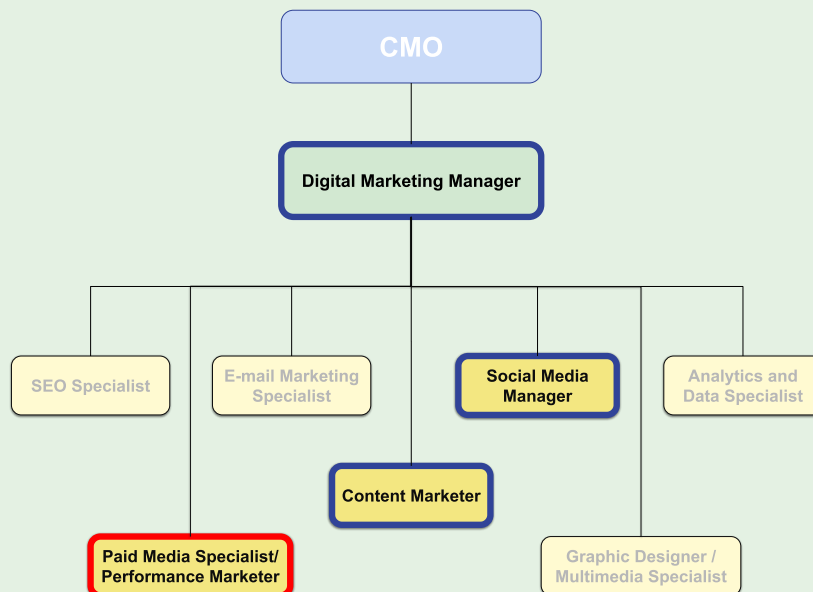 CMO
Digital Marketing Manager
SEO Specialist
E-mail Marketing
Specialist
Social Media
Manager
Analytics and
Data Specialist
Content Marketer
Paid Media Specialist/
Performance Marketer
Graphic Designer /
Multimedia Specialist